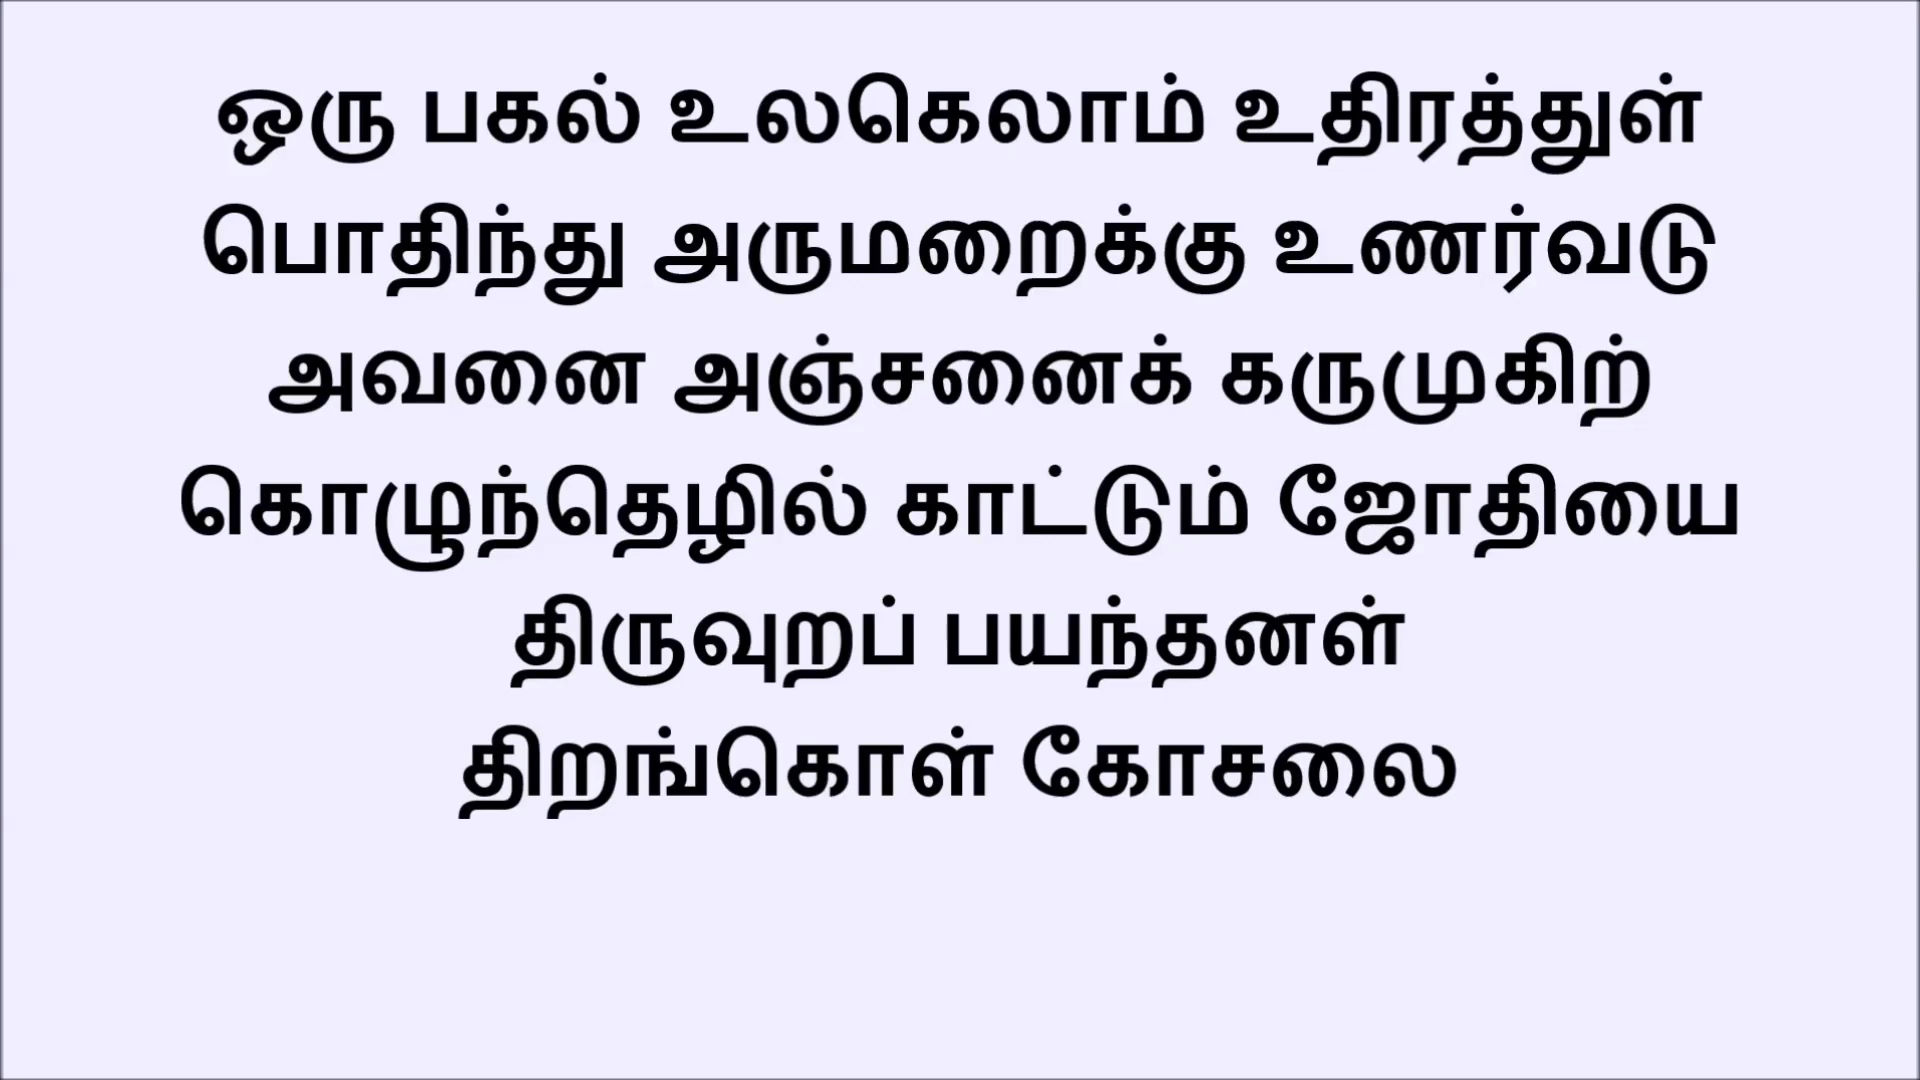 ஒரு பகல் உலகெலாம் உதிரத்துள்
பொதிந்து அருமறைக்கு உணர்வடு
அவனை அஞ்சனைக் கருமுகிற்
கொழுந்தெழில் காட்டும் ஜோதியை
திருவுறப் பயந்தனள்
திறங்கொள் கோசலை